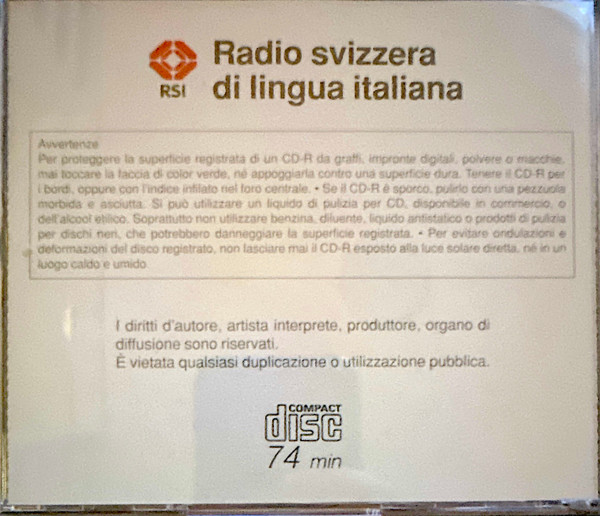 Radio svizzera
di lingua italiana
RSI
Avvertenze
Per proteggere la superficie registrata di un CD-R da graffi, impronte digitali, polvere o macchie,
mai toccare la faccia di color verde, né appoggiarla contro una superficie dura. Tenere il CD-R per
i bordi, oppure con l'indice infilato nel foro centrale. • Se il CD-R è sporco, pulirlo con una pezzuola
morbida e asciutta. Si può utilizzare un liquido di pulizia per CD, disponibile in commercio, o
dell'alcool etilico. Soprattutto non utilizzare benzina, diluente, liquido antistatico o prodotti di pulizia
per dischi neri, che potrebbero danneggiare la superficie registrata. • Per evitare ondulazioni e
deformazioni del disco registrato, non lasciare mai il CD-R esposto alla luce solare diretta, né in un
luogo caldo e umido
I diritti d'autore, artista interprete, produttore, organo di
diffusione sono riservati.
È vietata qualsiasi duplicazione o utilizzazione pubblica.
COMPACT
disc
74 min